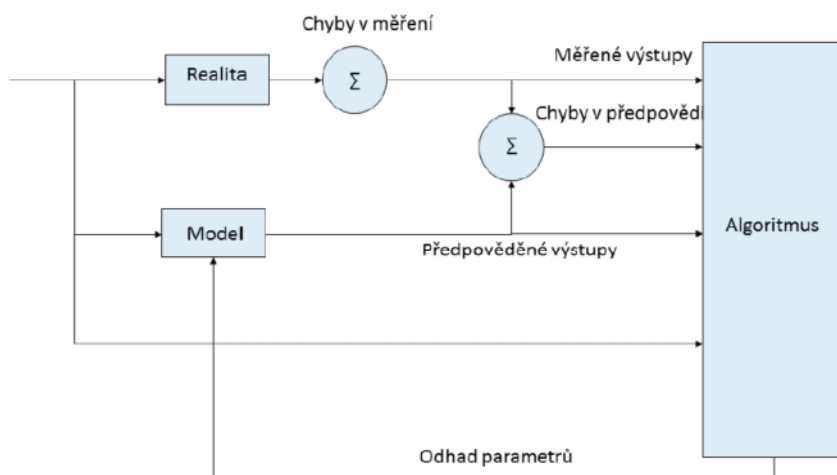 Chyby v měření
Realita
Σ
Měřené výstupy
Chyby v předpovědi
Σ
Model
Předpověděné výstupy
Algoritmus
Odhad parametrů